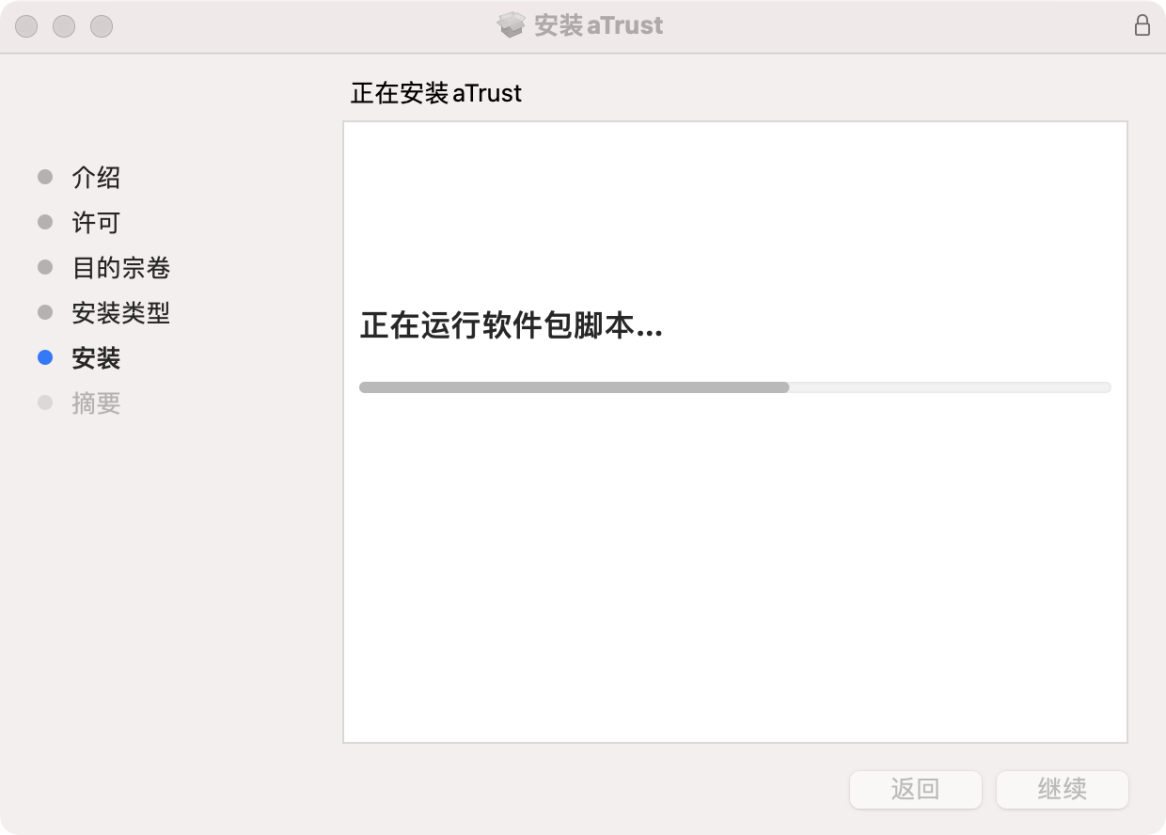 安装 aTrust
正在安装 aTrust
介绍
许可
目的宗卷
安装类型
安装
摘要
正在运行软件包脚本...
返回
继续